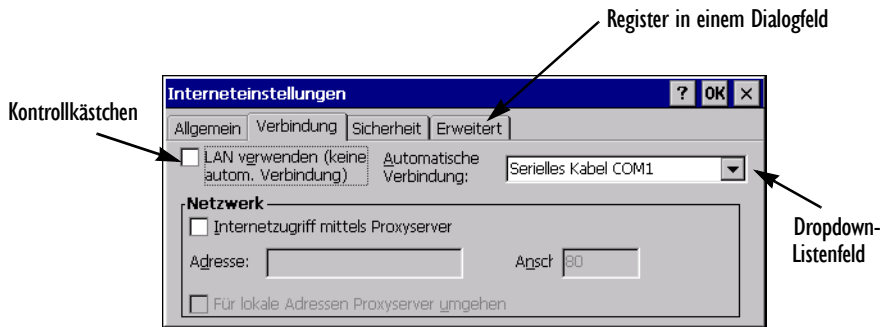 Register in einem Dialogfeld
Kontrollkästchen
Interneteinstellungen ? OK ×
Allgemein Verbindung Sicherheit Erweitert
LAN verwenden (keine
autom. Verbindung)
Automatische
Verbindung:
Serielles Kabel COM1
Dropdown-
Listenfeld
Netzwerk
Internetzugriff mittels Proxyserver
Adresse: Ansch 80
Für lokale Adressen Proxyserver umgehen